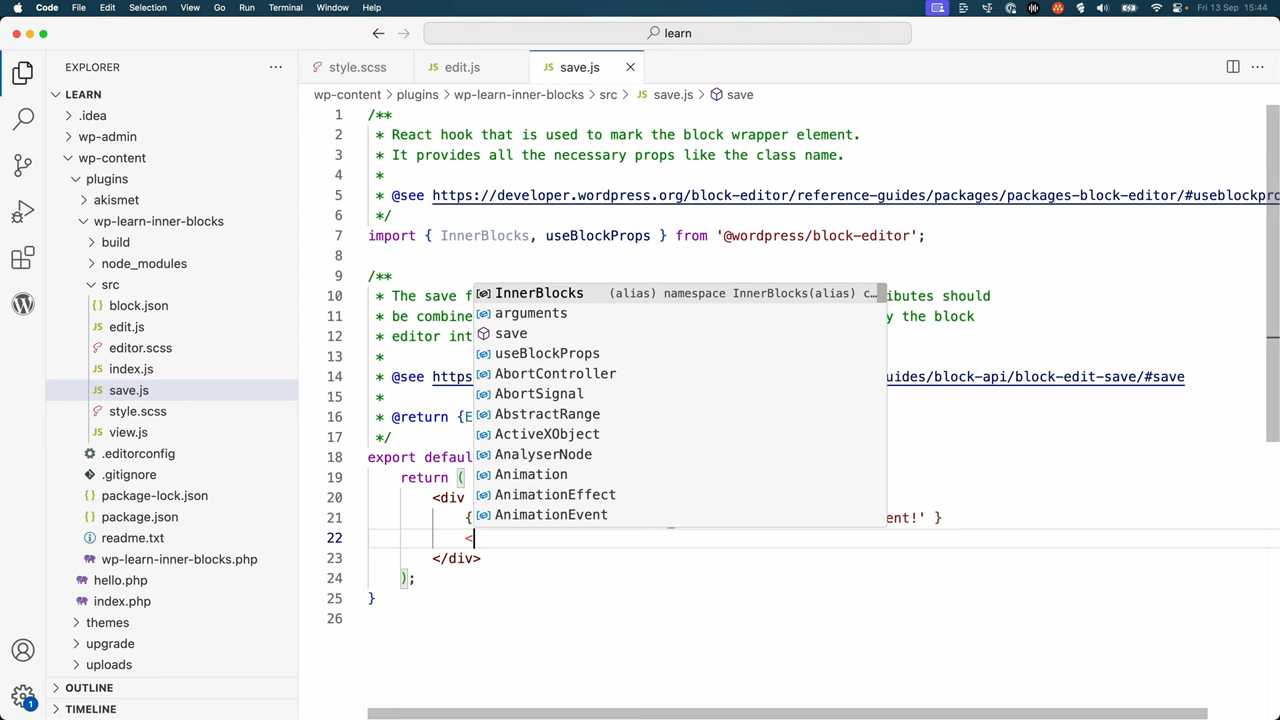 Code File Edit Selection View Go Run Terminal Window Help Fri 13 Sep 15:44
learn
EXPLORER
style.scss
JS edit.js
JS save.js
LEARN
wp-content > plugins > wp-learn-inner-blocks > src > JS save.js > save
.idea
wp-admin
wp-content
plugins
akismet
wp-learn-inner-blocks
build
node_modules
src
{} block.json
JS edit.js
editor.scss
JS index.js
JS save.js
style.scss
JS view.js
.editorconfig
.gitignore
{} package-lock.json
{} package.json
readme.txt
wp-learn-inner-blocks.php
hello.php
index.php
themes
upgrade
uploads
OUTLINE
TIMELINE
1
1 /**
2 * React hook that is used to mark the block wrapper element.
3 * It provides all the necessary props like the class name.
4 *
5 * @see https://developer.wordpress.org/block-editor/reference-guides/packages/packages-block-editor/#useblockpro
6 */
7 import { InnerBlocks, useBlockProps } from '@wordpress/block-editor';
8
9 /**
10 * The save f ibutes should
11 * be combine y the block
12 * editor int
13 *
14 * @see https uides/block-api/block-edit-save/#save
15 *
16 * @return {E
17 */
18 export defaul
19 return (
20 <div
21 { ent!' }
22 <
23 </div>
24 );
25 }
26
InnerBlocks (alias) namespace InnerBlocks(alias) c…
arguments
save
useBlockProps
AbortController
AbortSignal
AbstractRange
ActiveXObject
AnalyserNode
Animation
AnimationEffect
AnimationEvent